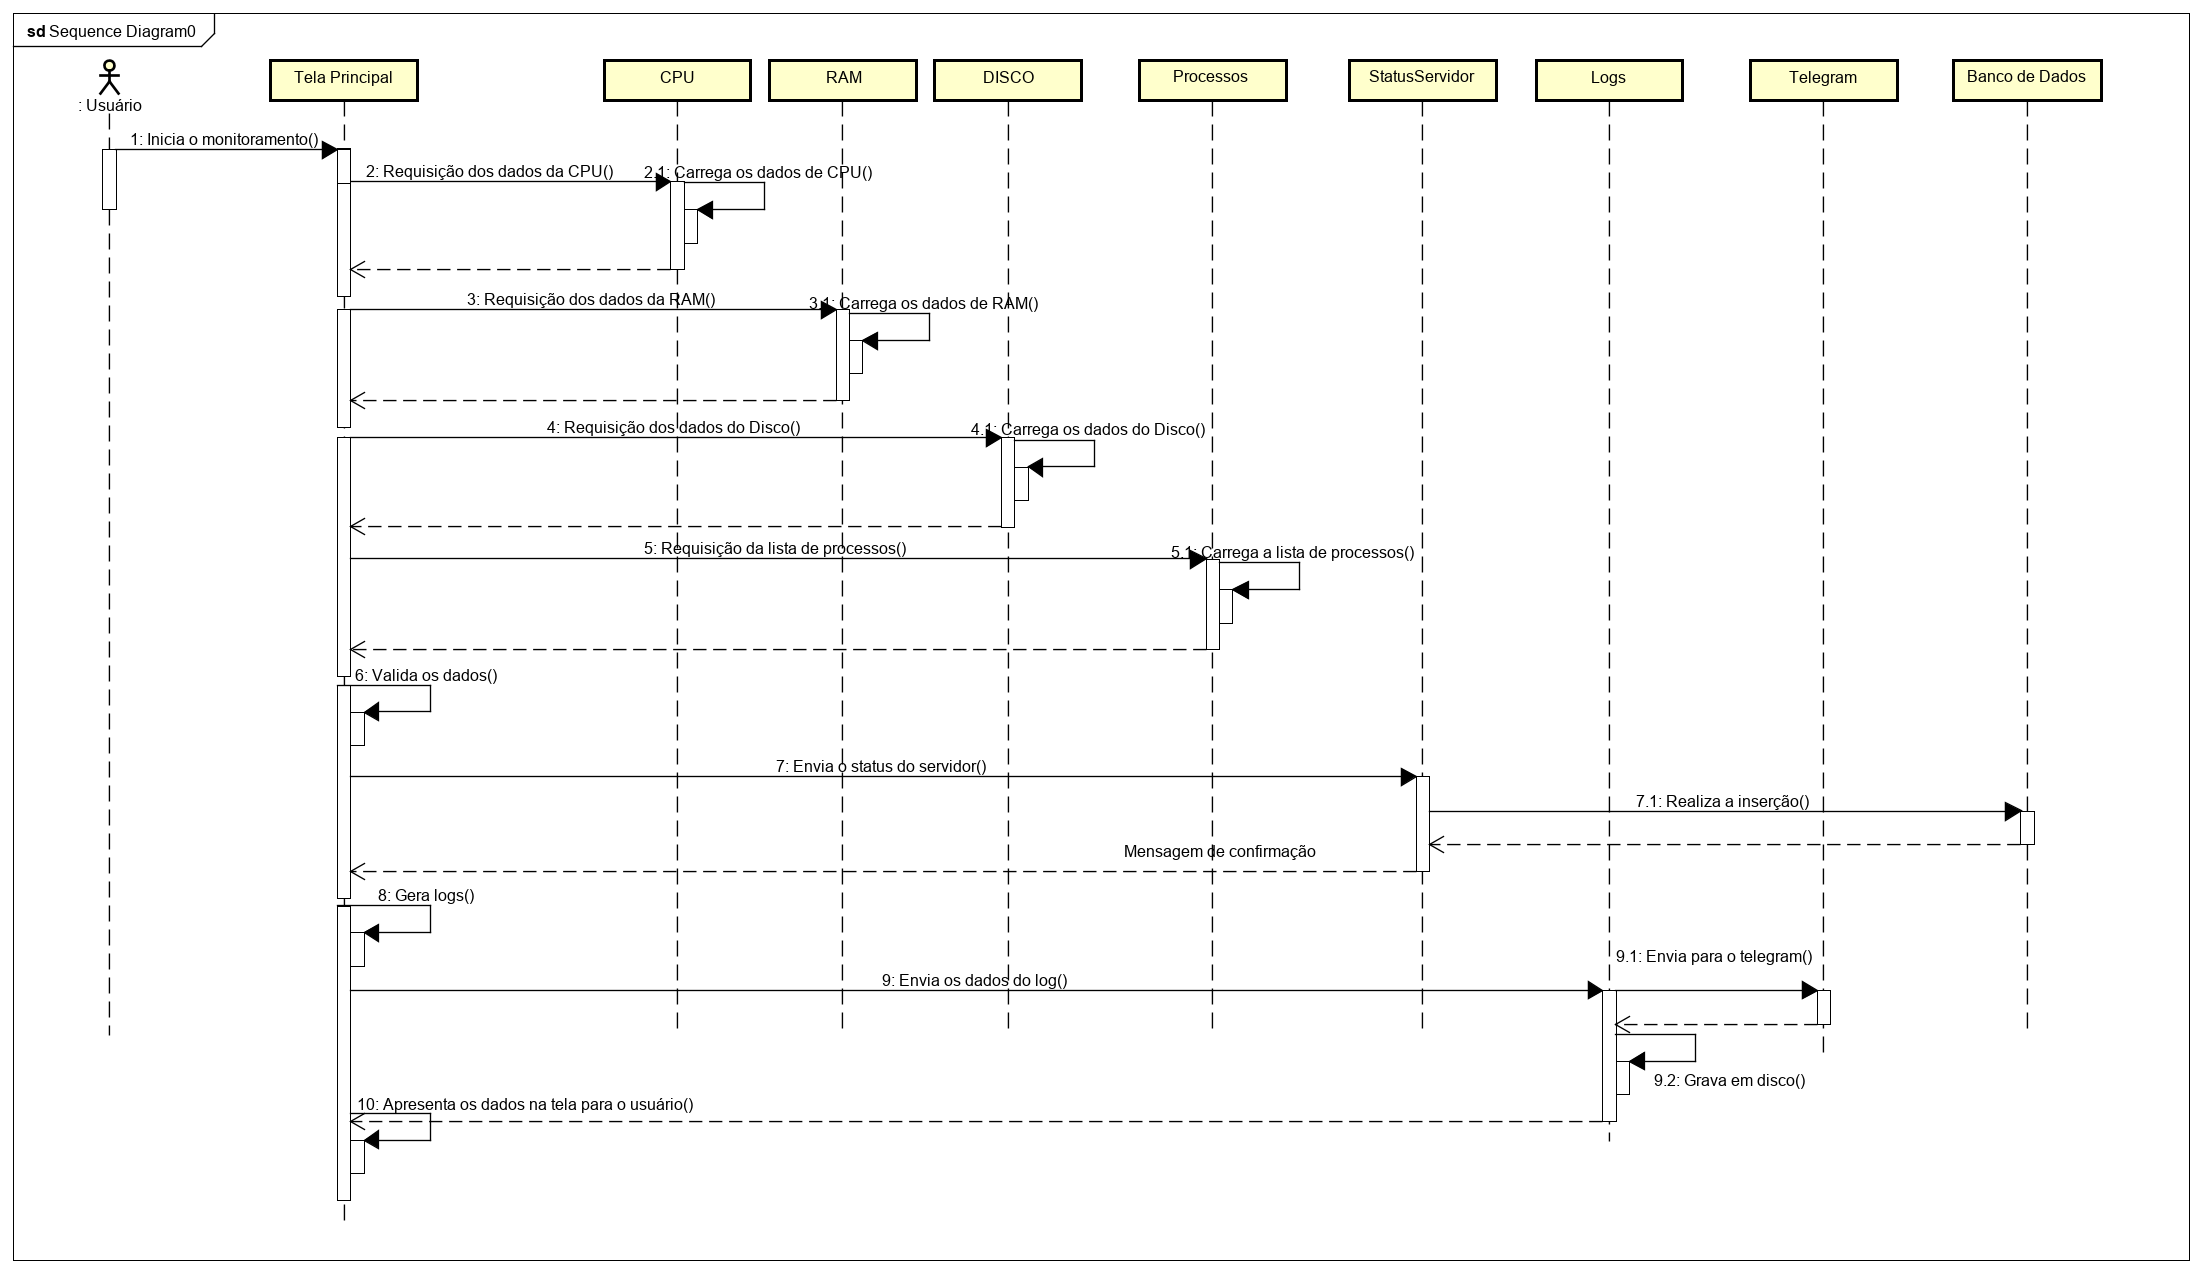 sd Sequence Diagram0
: Usuário
Tela Principal
CPU
RAM
DISCO
Processos
StatusServidor
Logs
Telegram
Banco de Dados
1: Inicia o monitoramento()
2: Requisição dos dados da CPU()
2.1: Carrega os dados de CPU()
3: Requisição dos dados da RAM()
3.1: Carrega os dados de RAM()
4: Requisição dos dados do Disco()
4.1: Carrega os dados do Disco()
5: Requisição da lista de processos()
5.1: Carrega a lista de processos()
6: Valida os dados()
7: Envia o status do servidor()
7.1: Realiza a inserção()
Mensagem de confirmação
8: Gera logs()
9.1: Envia para o telegram()
9: Envia os dados do log()
9.2: Grava em disco()
10: Apresenta os dados na tela para o usuário()